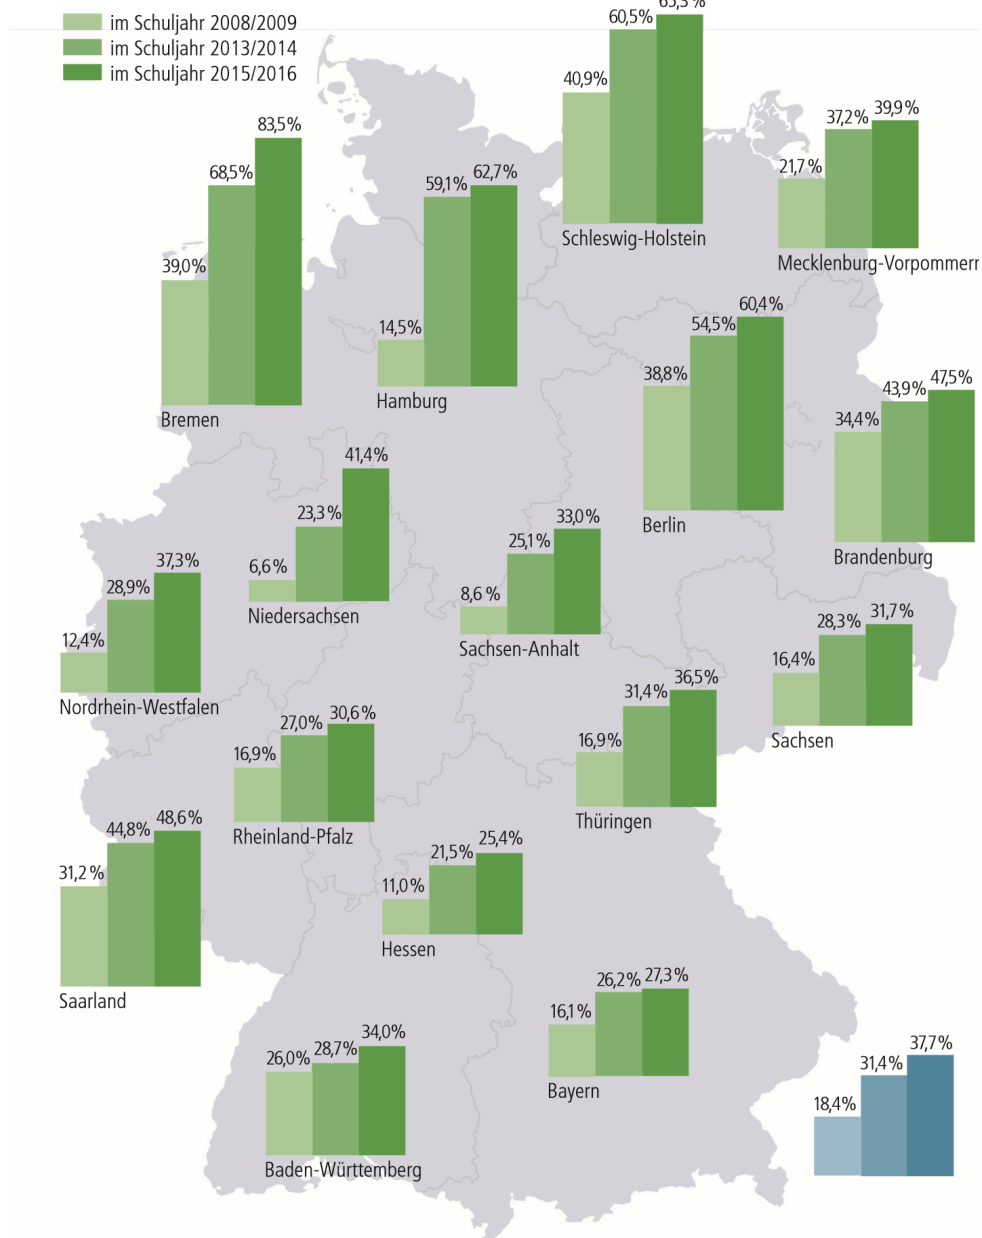 im Schuljahr 2008/2009
im Schuljahr 2013/2014
im Schuljahr 2015/2016
40,9%
60,5%
65,3%
Schleswig-Holstein
21,7%
37,2%
39,9%
Mecklenburg-Vorpommern
39,0%
68,5%
83,5%
Bremen
14,5%
59,1%
62,7%
Hamburg
38,8%
54,5%
60,4%
Berlin
34,4%
43,9%
47,5%
Brandenburg
6,6%
23,3%
41,4%
Niedersachsen
8,6%
25,1%
33,0%
Sachsen-Anhalt
12,4%
28,9%
37,3%
Nordrhein-Westfalen
16,4%
28,3%
31,7%
Sachsen
16,9%
27,0%
30,6%
Rheinland-Pfalz
16,9%
31,4%
36,5%
Thüringen
31,2%
44,8%
48,6%
Saarland
11,0%
21,5%
25,4%
Hessen
16,1%
26,2%
27,3%
Bayern
26,0%
28,7%
34,0%
Baden-Württemberg
18,4%
31,4%
37,7%